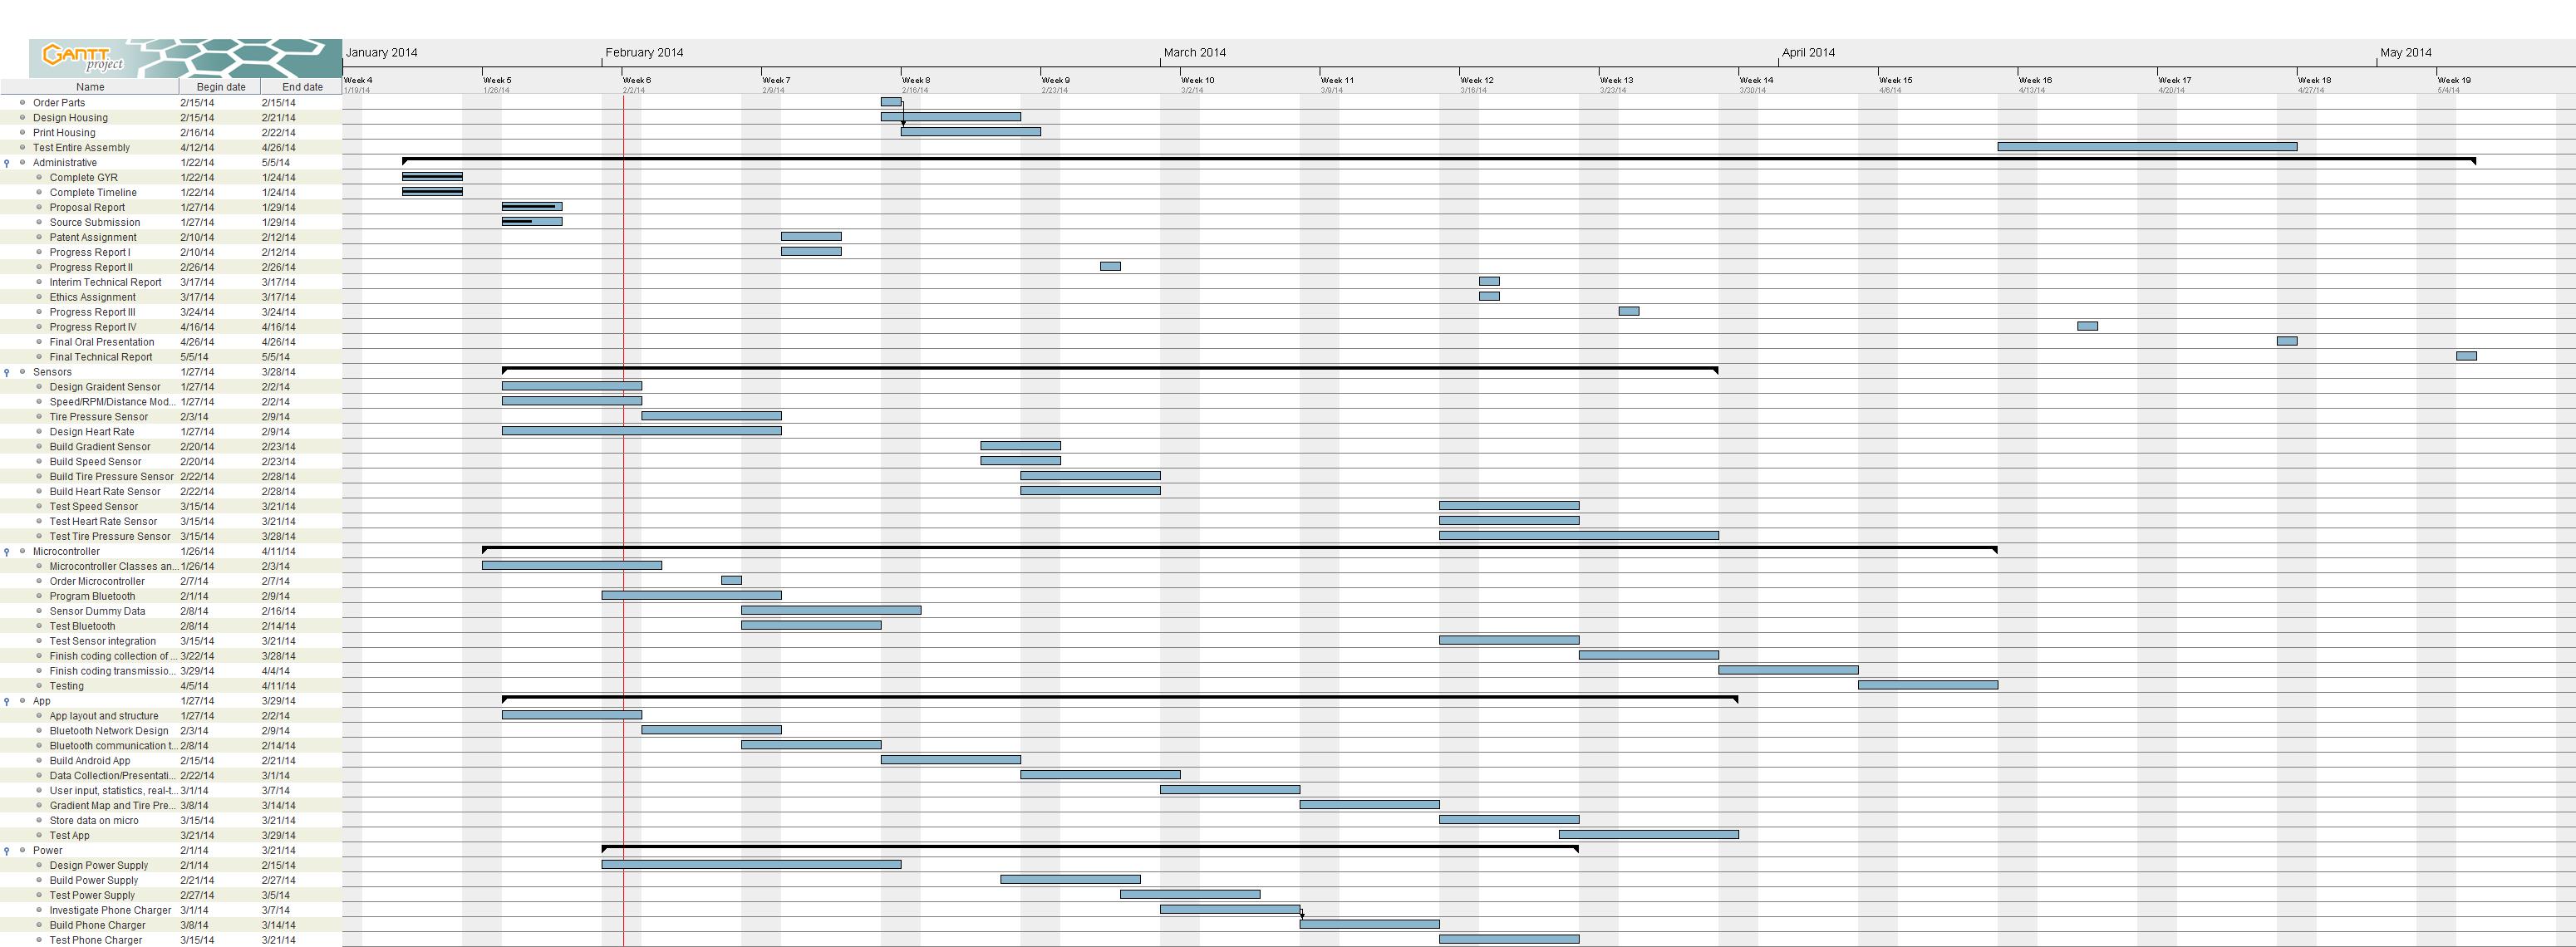 GANTT project
January 2014 February 2014 March 2014 April 2014 May 2014
Week 4 Week 5 Week 6 Week 7 Week 8 Week 9 Week 10 Week 11 Week 12 Week 13 Week 14 Week 15 Week 16 Week 17 Week 18 Week 19
Name Begin date End date 1/19/14 1/26/14 2/2/14 2/9/14 2/16/14 2/23/14 3/2/14 3/9/14 3/16/14 3/23/14 3/30/14 4/6/14 4/13/14 4/20/14 4/27/14 5/4/14
Order Parts 2/15/14 2/15/14
Design Housing 2/15/14 2/21/14
Print Housing 2/16/14 2/22/14
Test Entire Assembly 4/12/14 4/26/14
Administrative 1/22/14 5/5/14
Complete GYR 1/22/14 1/24/14
Complete Timeline 1/22/14 1/24/14
Proposal Report 1/27/14 1/29/14
Source Submission 1/27/14 1/29/14
Patent Assignment 2/10/14 2/12/14
Progress Report I 2/10/14 2/12/14
Progress Report II 2/26/14 2/26/14
Interim Technical Report 3/17/14 3/17/14
Ethics Assignment 3/17/14 3/17/14
Progress Report III 3/24/14 3/24/14
Progress Report IV 4/16/14 4/16/14
Final Oral Presentation 4/26/14 4/26/14
Final Technical Report 5/5/14 5/5/14
Sensors 1/27/14 3/28/14
Design Graident Sensor 1/27/14 2/2/14
Speed/RPM/Distance Mod... 1/27/14 2/2/14
Tire Pressure Sensor 2/3/14 2/9/14
Design Heart Rate 1/27/14 2/9/14
Build Gradient Sensor 2/20/14 2/23/14
Build Speed Sensor 2/20/14 2/23/14
Build Tire Pressure Sensor 2/22/14 2/28/14
Build Heart Rate Sensor 2/22/14 2/28/14
Test Speed Sensor 3/15/14 3/21/14
Test Heart Rate Sensor 3/15/14 3/21/14
Test Tire Pressure Sensor 3/15/14 3/28/14
Microcontroller 1/26/14 4/11/14
Microcontroller Classes an... 1/26/14 2/3/14
Order Microcontroller 2/7/14 2/7/14
Program Bluetooth 2/1/14 2/9/14
Sensor Dummy Data 2/8/14 2/16/14
Test Bluetooth 2/8/14 2/14/14
Test Sensor integration 3/15/14 3/21/14
Finish coding collection of ... 3/22/14 3/28/14
Finish coding transmissio... 3/29/14 4/4/14
Testing 4/5/14 4/11/14
App 1/27/14 3/29/14
App layout and structure 1/27/14 2/2/14
Bluetooth Network Design 2/3/14 2/9/14
Bluetooth communication t... 2/8/14 2/14/14
Build Android App 2/15/14 2/21/14
Data Collection/Presentati... 2/22/14 3/1/14
User input, statistics, real-t... 3/1/14 3/7/14
Gradient Map and Tire Pre... 3/8/14 3/14/14
Store data on micro 3/15/14 3/21/14
Test App 3/21/14 3/29/14
Power 2/1/14 3/21/14
Design Power Supply 2/1/14 2/15/14
Build Power Supply 2/21/14 2/27/14
Test Power Supply 2/27/14 3/5/14
Investigate Phone Charger 3/1/14 3/7/14
Build Phone Charger 3/8/14 3/14/14
Test Phone Charger 3/15/14 3/21/14